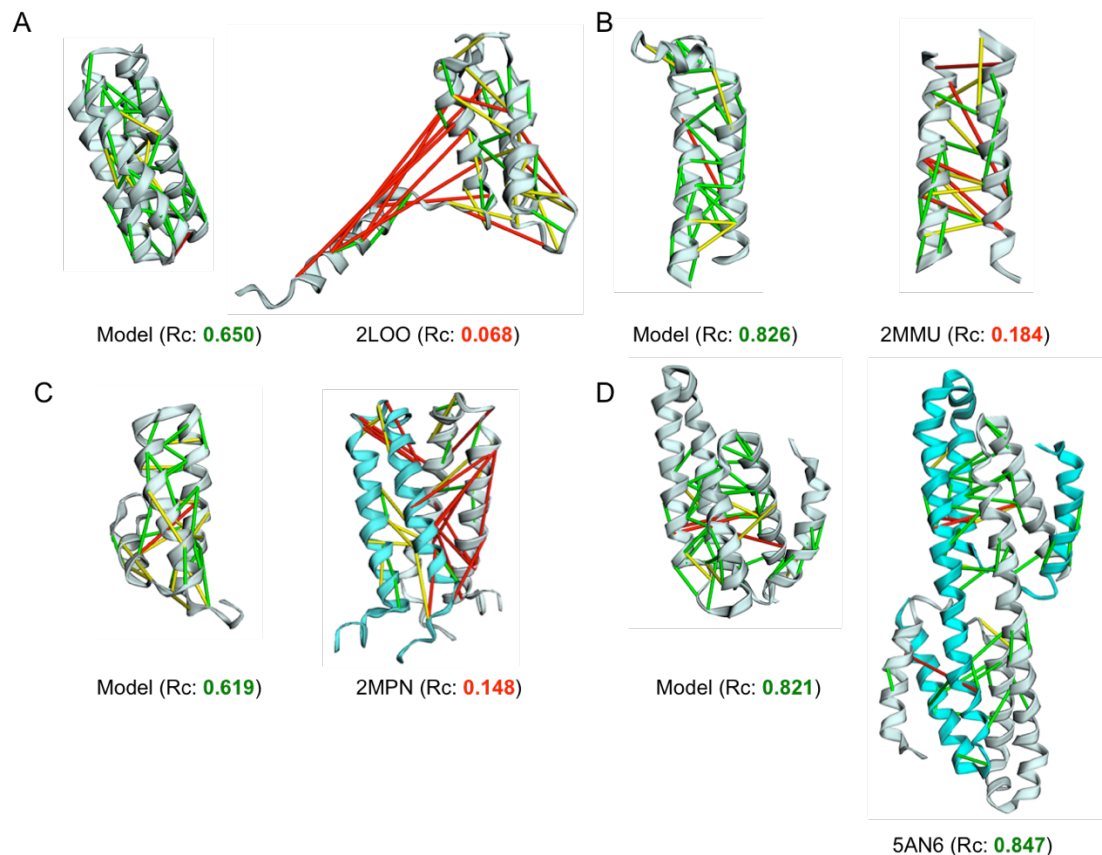 A
B
Model (Rc: 0.650)
2LOO (Rc: 0.068)
Model (Rc: 0.826)
2MMU (Rc: 0.184)
C
D
Model (Rc: 0.619)
2MPN (Rc: 0.148)
Model (Rc: 0.821)
5AN6 (Rc: 0.847)